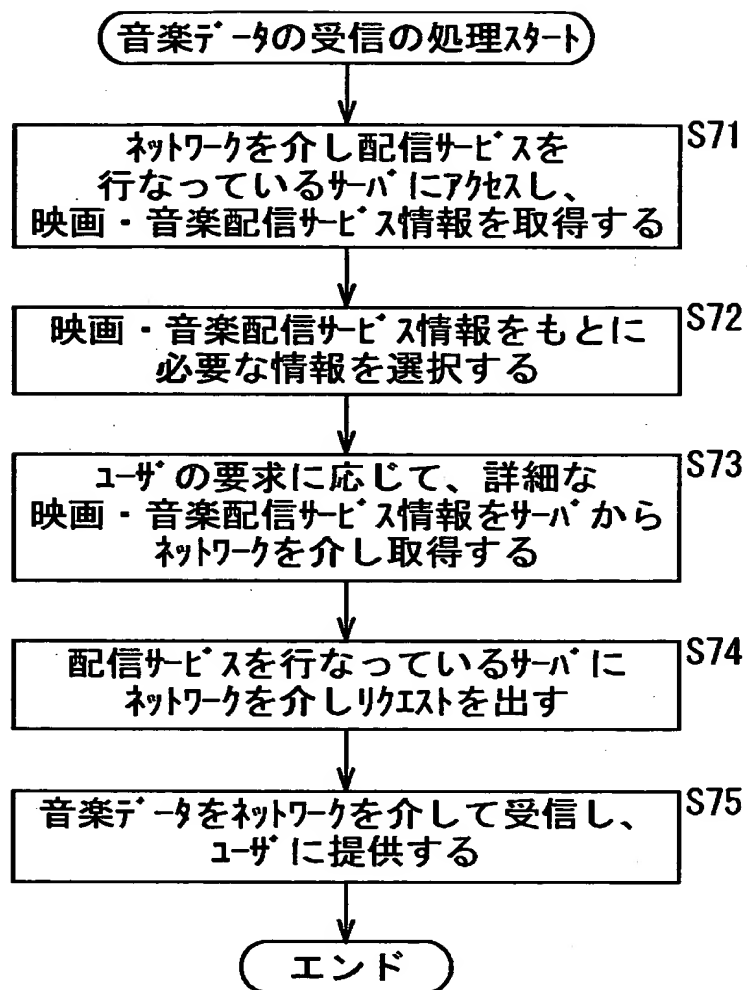 音楽データの受信の処理スタート
S71
ネットワークを介し配信サービスを
行なっているサーバにアクセスし、
映画・音楽配信サービス情報を取得する
S72
映画・音楽配信サービス情報をもとに
必要な情報を選択する
S73
ユーザの要求に応じて、詳細な
映画・音楽配信サービス情報をサーバから
ネットワークを介し取得する
S74
配信サービスを行なっているサーバに
ネットワークを介しリクエストを出す
S75
音楽データをネットワークを介して受信し、
ユーザに提供する
エンド